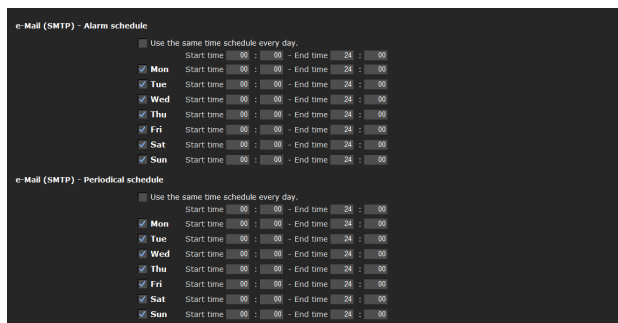 e-Mail (SMTP) - Alarm schedule
Use the same time schedule every day.
Start time 00 : 00 - End time 24 : 00
Mon Start time 00 : 00 - End time 24 : 00
Tue Start time 00 : 00 - End time 24 : 00
Wed Start time 00 : 00 - End time 24 : 00
Thu Start time 00 : 00 - End time 24 : 00
Fri Start time 00 : 00 - End time 24 : 00
Sat Start time 00 : 00 - End time 24 : 00
Sun Start time 00 : 00 - End time 24 : 00
e-Mail (SMTP) - Periodical schedule
Use the same time schedule every day.
Start time 00 : 00 - End time 24 : 00
Mon Start time 00 : 00 - End time 24 : 00
Tue Start time 00 : 00 - End time 24 : 00
Wed Start time 00 : 00 - End time 24 : 00
Thu Start time 00 : 00 - End time 24 : 00
Fri Start time 00 : 00 - End time 24 : 00
Sat Start time 00 : 00 - End time 24 : 00
Sun Start time 00 : 00 - End time 24 : 00